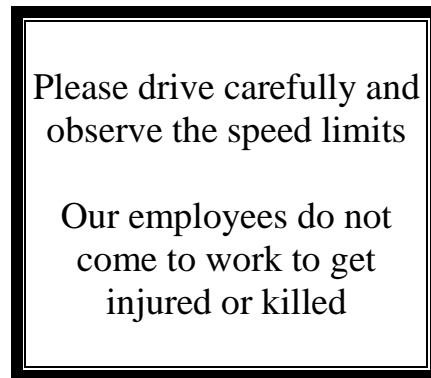 Please drive carefully and
observe the speed limits
Our employees do not
come to work to get
injured or killed